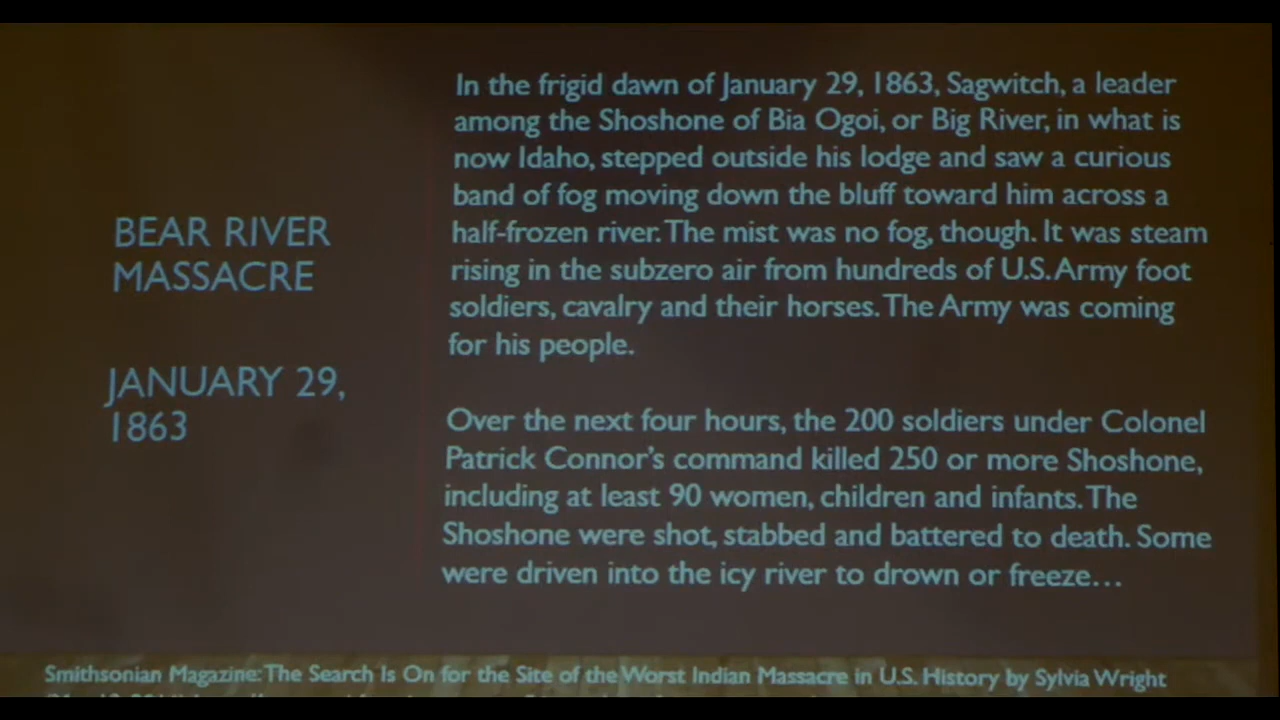 BEAR RIVER
MASSACRE
JANUARY 29,
1863
In the frigid dawn of January 29, 1863, Sagwitch, a leader
among the Shoshone of Bia Ogoi, or Big River, in what is
now Idaho, stepped outside his lodge and saw a curious
band of fog moving down the bluff toward him across a
half-frozen river. The mist was no fog, though. It was steam
rising in the subzero air from hundreds of U.S. Army foot
soldiers, cavalry and their horses. The Army was coming
for his people.
Over the next four hours, the 200 soldiers under Colonel
Patrick Connor's command killed 250 or more Shoshone,
including at least 90 women, children and infants. The
Shoshone were shot, stabbed and battered to death. Some
were driven into the icy river to drown or freeze…
Smithsonian Magazine: The Search Is On for the Site of the Worst Indian Massacre in U.S. History by Sylvia Wright